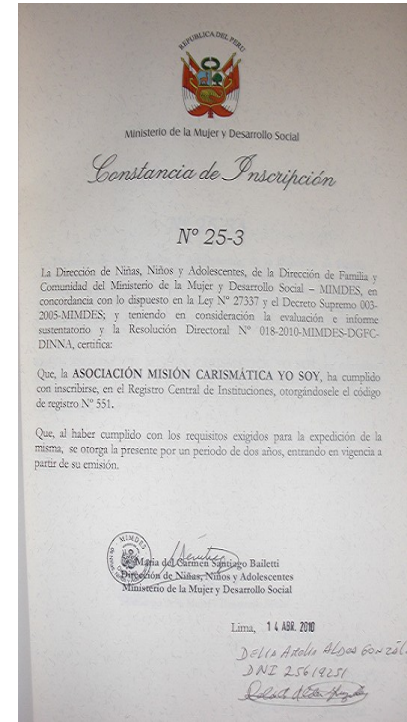 REPUBLICA DEL PERU
Ministerio de la Mujer y Desarrollo Social
Constancia de Inscripción
N° 25-3
La Dirección de Niñas, Niños y Adolescentes, de la Dirección de Familia y
Comunidad del Ministerio de la Mujer y Desarrollo Social – MIMDES, en
concordancia con lo dispuesto en la Ley N° 27337 y el Decreto Supremo 003-
2005-MIMDES; y teniendo en consideración la evaluación e informe
sustentatorio y la Resolución Directoral N° 018-2010-MIMDES-DGFC-
DINNA, certifica:
Que, la ASOCIACIÓN MISIÓN CARISMÁTICA YO SOY, ha cumplido
con inscribirse, en el Registro Central de Instituciones, otorgándosele el código
de registro N° 551.
Que, al haber cumplido con los requisitos exigidos para la expedición de la
misma, se otorga la presente por un periodo de dos años, entrando en vigencia a
partir de su emisión.
MIMDES
María del Carmen Santiago Bailetti
Dirección de Niñas, Niños y Adolescentes
Ministerio de la Mujer y Desarrollo Social
Lima, 14 ABR. 2010
DELIA ALDOS
DNI 25619251